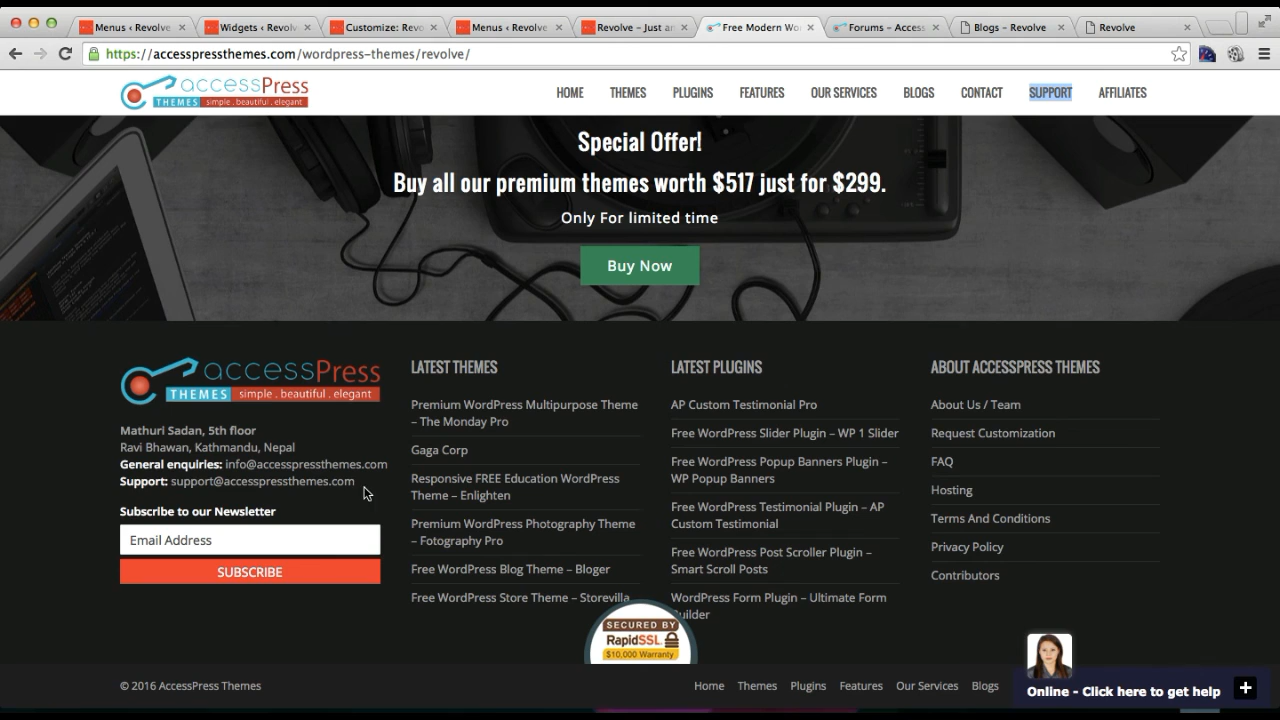 Menus ‹ Revolve
Widgets ‹ Revolv
Customize: Revo
Menus ‹ Revolve
Revolve – Just an
Free Modern Wo
Forums – Access
Blogs – Revolve
Revolve
https://accesspressthemes.com/wordpress-themes/revolve/
accessPress
THEMES simple . beautiful . elegant
HOME THEMES PLUGINS FEATURES OUR SERVICES BLOGS CONTACT SUPPORT AFFILIATES
Special Offer!
Buy all our premium themes worth $517 just for $299.
Only For limited time
Buy Now
accessPress
THEMES simple . beautiful . elegant
Mathuri Sadan, 5th floor
Ravi Bhawan, Kathmandu, Nepal
General enquiries: info@accesspressthemes.com
Support: support@accesspressthemes.com
Subscribe to our Newsletter
Email Address
SUBSCRIBE
LATEST THEMES
Premium WordPress Multipurpose Theme
– The Monday Pro
Gaga Corp
Responsive FREE Education WordPress
Theme – Enlighten
Premium WordPress Photography Theme
– Fotography Pro
Free WordPress Blog Theme – Bloger
Free WordPress Store Theme – Storevilla
LATEST PLUGINS
AP Custom Testimonial Pro
Free WordPress Slider Plugin – WP 1 Slider
Free WordPress Popup Banners Plugin –
WP Popup Banners
Free WordPress Testimonial Plugin – AP
Custom Testimonial
Free WordPress Post Scroller Plugin –
Smart Scroll Posts
WordPress Form Plugin – Ultimate Form
uilder
ABOUT ACCESSPRESS THEMES
About Us / Team
Request Customization
FAQ
Hosting
Terms And Conditions
Privacy Policy
Contributors
SECURED BY
RapidSSL
$10,000 Warranty
© 2016 AccessPress Themes
Home Themes Plugins Features Our Services Blogs
Online - Click here to get help